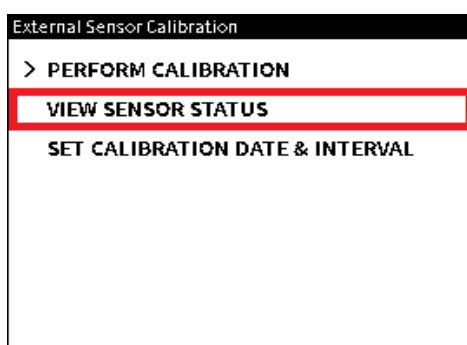 External Sensor Calibration
> PERFORM CALIBRATION
VIEW SENSOR STATUS
SET CALIBRATION DATE & INTERVAL